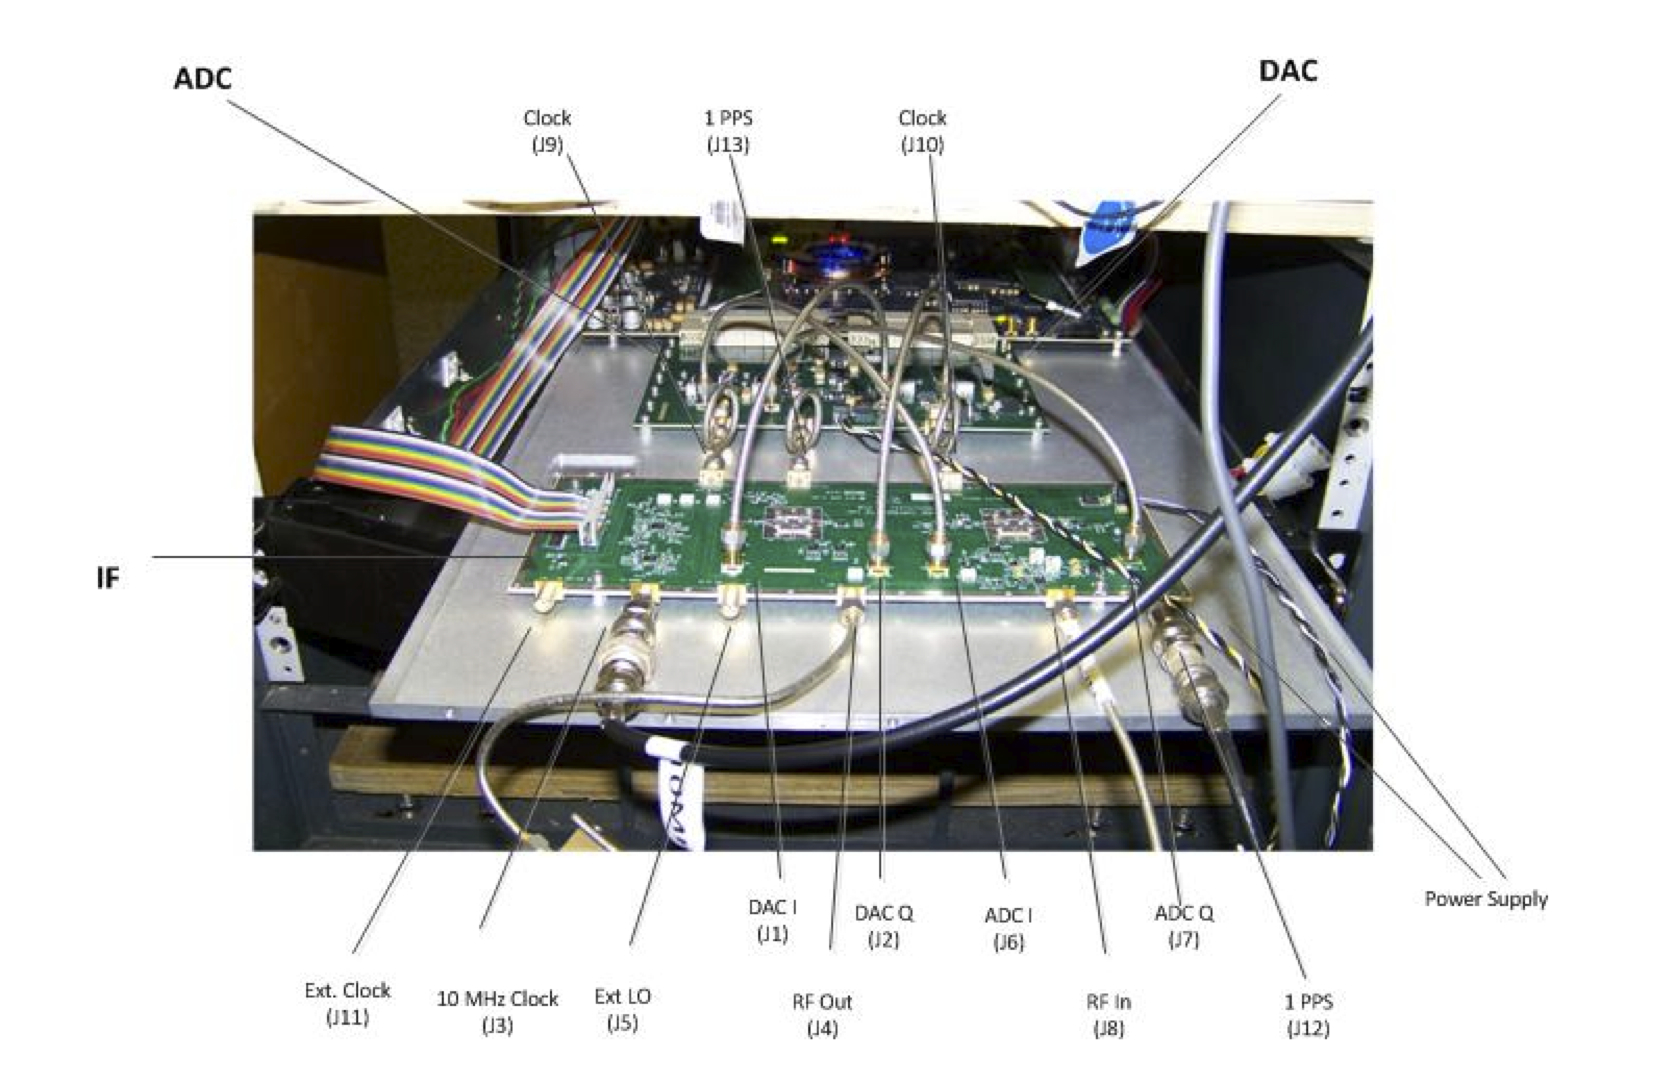 ADC
DAC
Clock
(J9)
1 PPS
(J13)
Clock
(J10)
IF
DAC I
(J1)
DAC Q
(J2)
ADC I
(J6)
ADC Q
(J7)
Power Supply
Ext. Clock
(J11)
10 MHz Clock
(J3)
Ext LO
(J5)
RF Out
(J4)
RF In
(J8)
1 PPS
(J12)